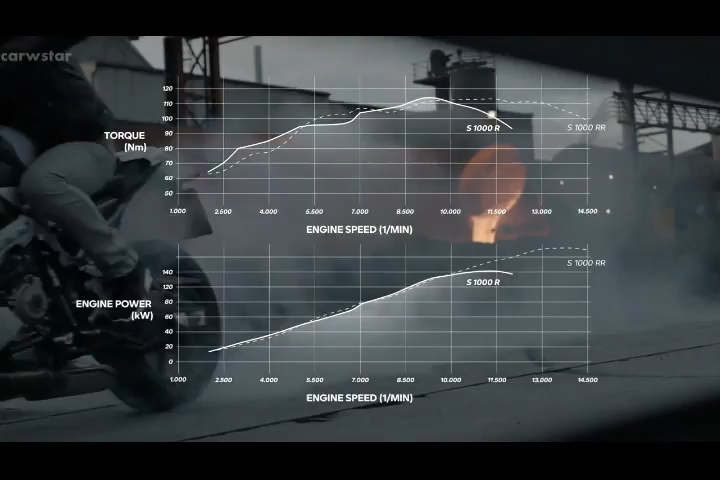 carwstar
120
110
100
90
80
70
60
50
TORQUE
(Nm)
S 1000 R
S 1000 RR
1.000 2.500 4.000 5.500 7.000 8.500 10.000 11.500 13.000 14.500
ENGINE SPEED (1/MIN)
140
120
80
60
40
20
0
ENGINE POWER
(kW)
S 1000 RR
S 1000 R
1.000 2.500 4.000 5.500 7.000 8.500 10.000 11.500 13.000 14.500
ENGINE SPEED (1/MIN)